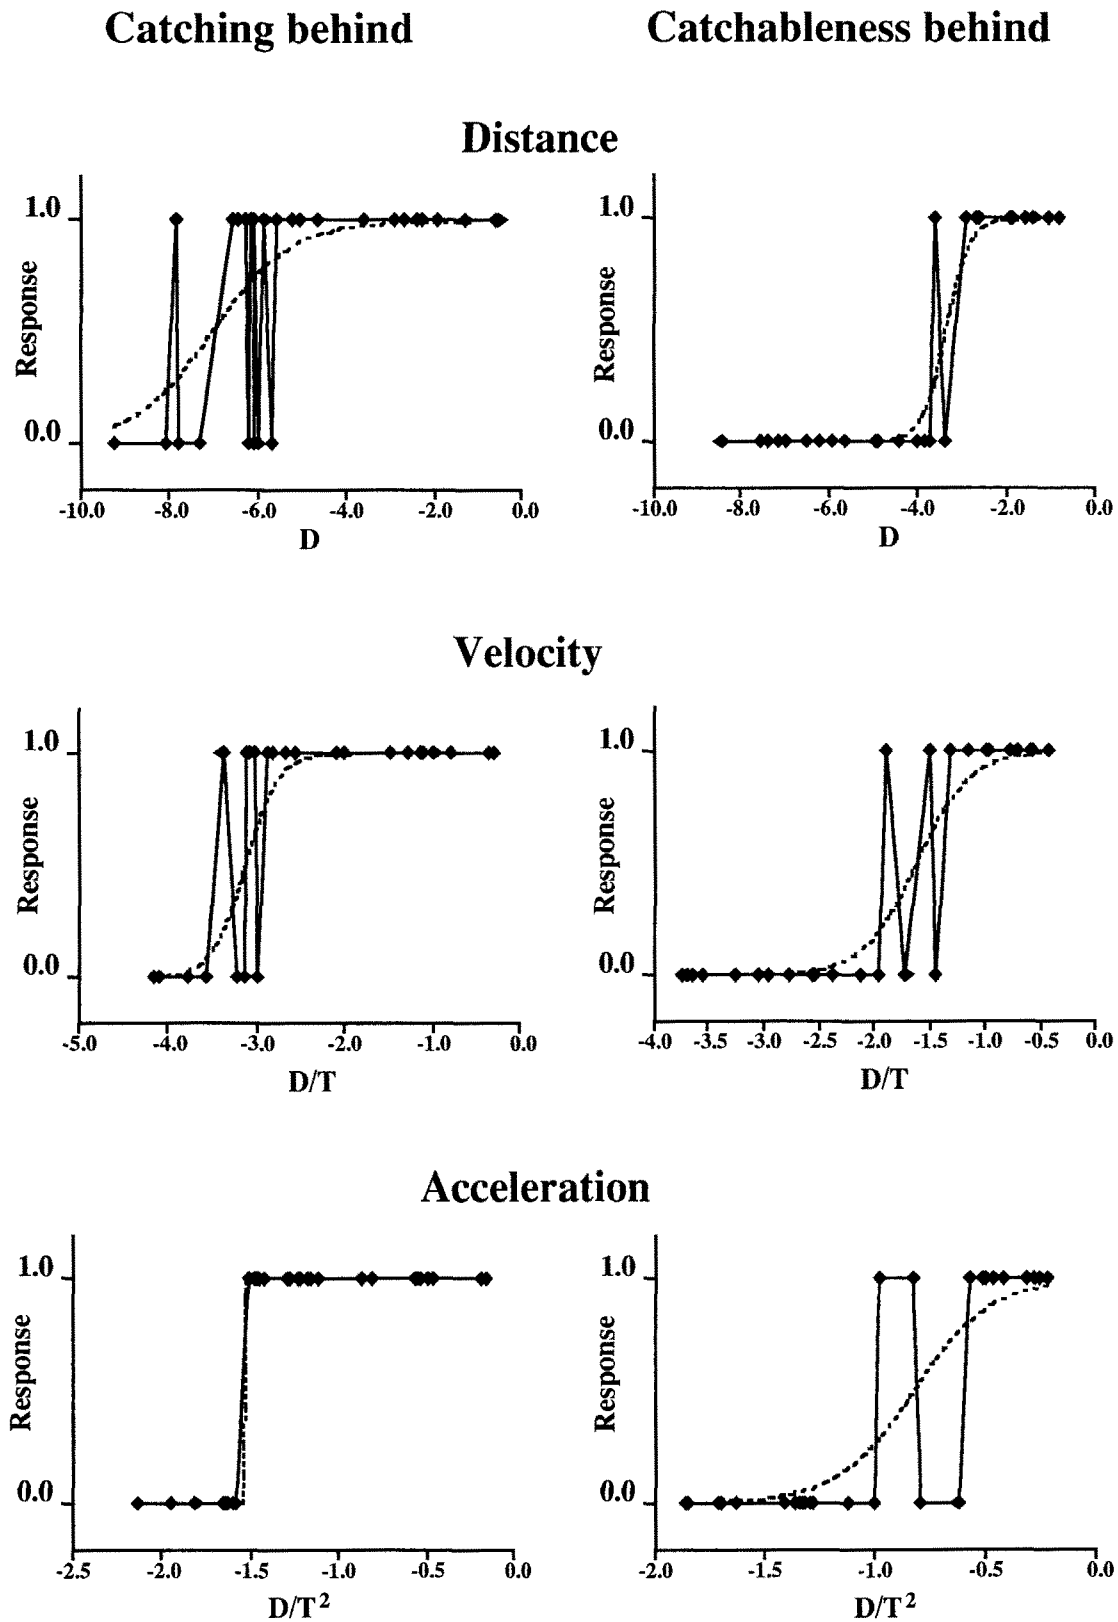 Catching behind Catchableness behind
Distance
1.0 1.0
Response Response
0.0 0.0
-10.0 -8.0 -6.0 -4.0 -2.0 0.0 -10.0 -8.0 -6.0 -4.0 -2.0 0.0
D D
Velocity
1.0 1.0
Response Response
0.0 0.0
-5.0 -4.0 -3.0 -2.0 -1.0 0.0 -4.0 -3.5 -3.0 -2.5 -2.0 -1.5 -1.0 -0.5 0.0
D/T D/T
Acceleration
1.0 1.0
Response Response
0.0 0.0
-2.5 -2.0 -1.5 -1.0 -0.5 0.0 -2.0 -1.5 -1.0 -0.5 0.0
D/T² D/T²